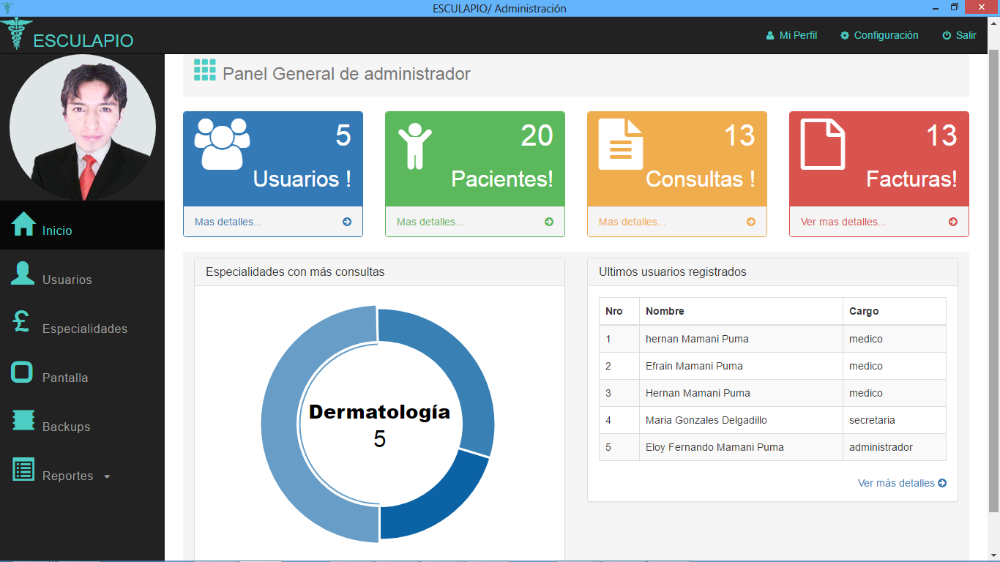 ESCULAPIO/ Administración
ESCULAPIO
Mi Perfil
Configuración
Salir
Inicio
Usuarios
Especialidades
Pantalla
Backups
Reportes
Panel General de administrador
5
Usuarios !
Mas detalles...
20
Pacientes!
Mas detalles...
13
Consultas !
Mas detalles...
13
Facturas!
Ver mas detalles...
Especialidades con más consultas
Dermatología
5
Ultimos usuarios registrados
Nro Nombre Cargo
1 hernan Mamani Puma medico
2 Efrain Mamani Puma medico
3 Hernan Mamani Puma medico
4 Maria Gonzales Delgadillo secretaria
5 Eloy Fernando Mamani Puma administrador
Ver más detalles